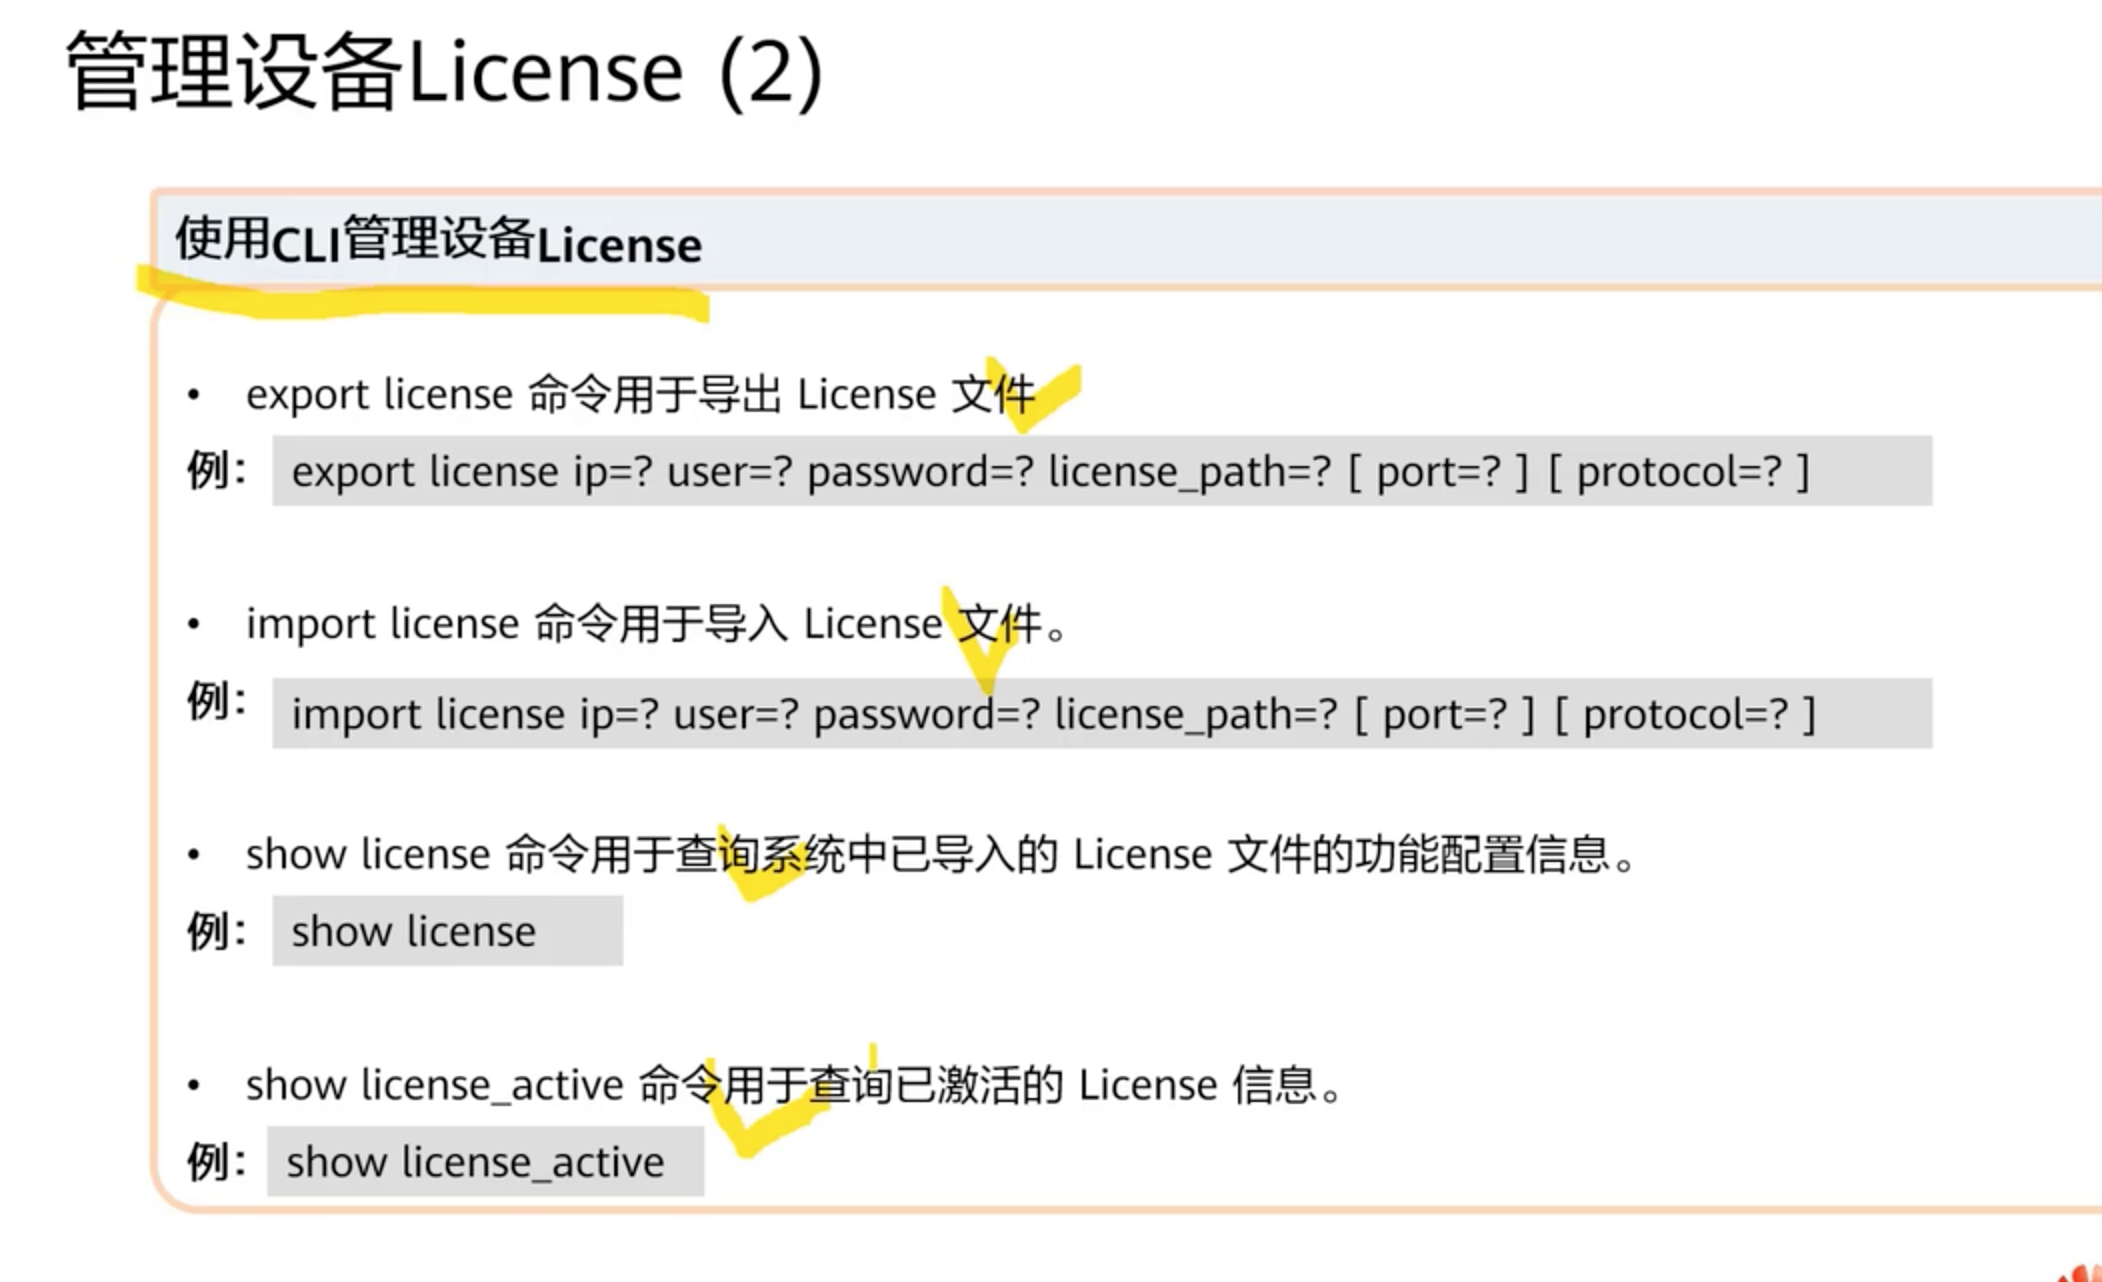 管理设备License (2)
使用CLI管理设备License
• export license 命令用于导出 License 文件
例： export license ip=? user=? password=? license_path=? [ port=? ] [ protocol=? ]
• import license 命令用于导入 License 文件。
例： import license ip=? user=? password=? license_path=? [ port=? ] [ protocol=? ]
• show license 命令用于查询系统中已导入的 License 文件的功能配置信息。
例： show license
• show license_active 命令用于查询已激活的 License 信息。
例： show license_active